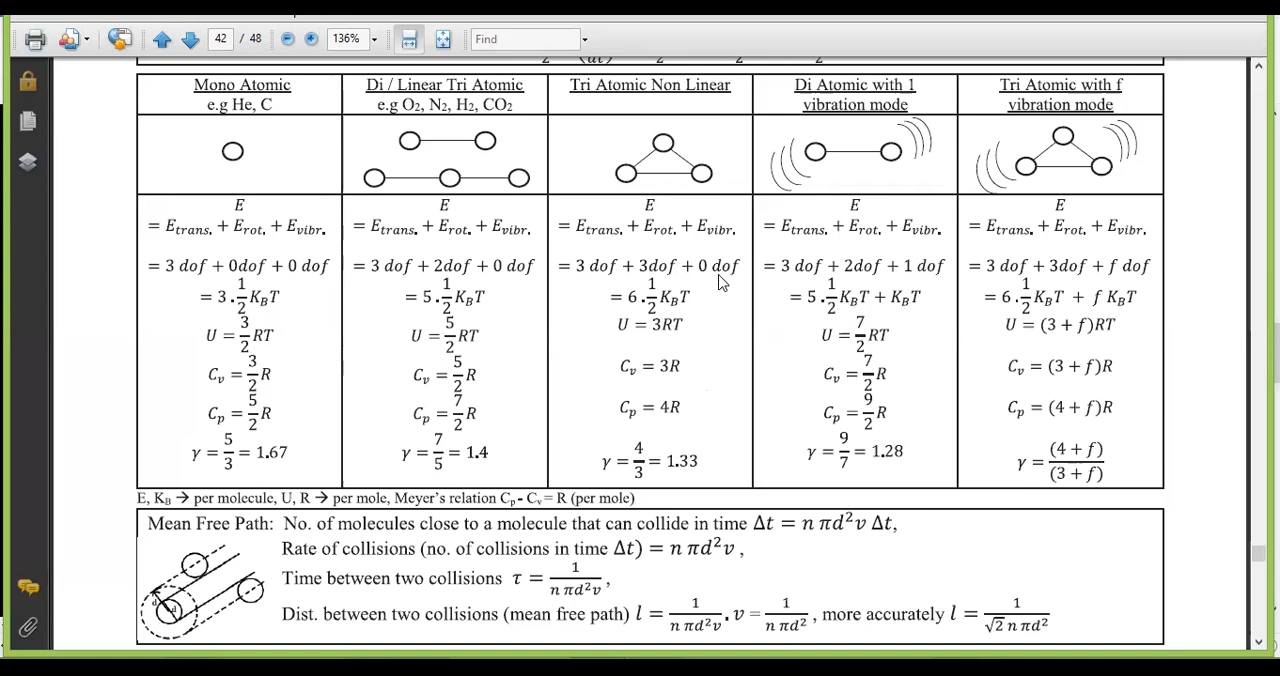 42 / 48
136%
Find
Mono Atomic
e.g He, C
Di / Linear Tri Atomic
e.g O₂, N₂, H₂, CO₂
Tri Atomic Non Linear
Di Atomic with 1
vibration mode
Tri Atomic with f
vibration mode
E
= E_trans. + E_rot. + E_vibr.
= 3 dof + 0dof + 0 dof
= 3 . 1/2 K_B T
U = 3/2 RT
C_v = 3/2 R
C_p = 5/2 R
γ = 5/3 = 1.67
E
= E_trans. + E_rot. + E_vibr.
= 3 dof + 2dof + 0 dof
= 5 . 1/2 K_B T
U = 5/2 RT
C_v = 5/2 R
C_p = 7/2 R
γ = 7/5 = 1.4
E
= E_trans. + E_rot. + E_vibr.
= 3 dof + 3dof + 0 dof
= 6 . 1/2 K_B T
U = 3RT
C_v = 3R
C_p = 4R
γ = 4/3 = 1.33
E
= E_trans. + E_rot. + E_vibr.
= 3 dof + 2dof + 1 dof
= 5 . 1/2 K_B T + K_B T
U = 7/2 RT
C_v = 7/2 R
C_p = 9/2 R
γ = 9/7 = 1.28
E
= E_trans. + E_rot. + E_vibr.
= 3 dof + 3dof + f dof
= 6 . 1/2 K_B T + f K_B T
U = (3 + f)RT
C_v = (3 + f)R
C_p = (4 + f)R
γ = (4 + f)/(3 + f)
E, K_B → per molecule, U, R → per mole, Meyer's relation C_p - C_v = R (per mole)
Mean Free Path: No. of molecules close to a molecule that can collide in time Δt = n πd²v Δt,
Rate of collisions (no. of collisions in time Δt) = n πd²v ,
Time between two collisions τ = 1/(n πd²v) ,
Dist. between two collisions (mean free path) l = 1/(n πd²v) . v = 1/(n πd²) , more accurately l = 1/(√2 n πd²)
d
d